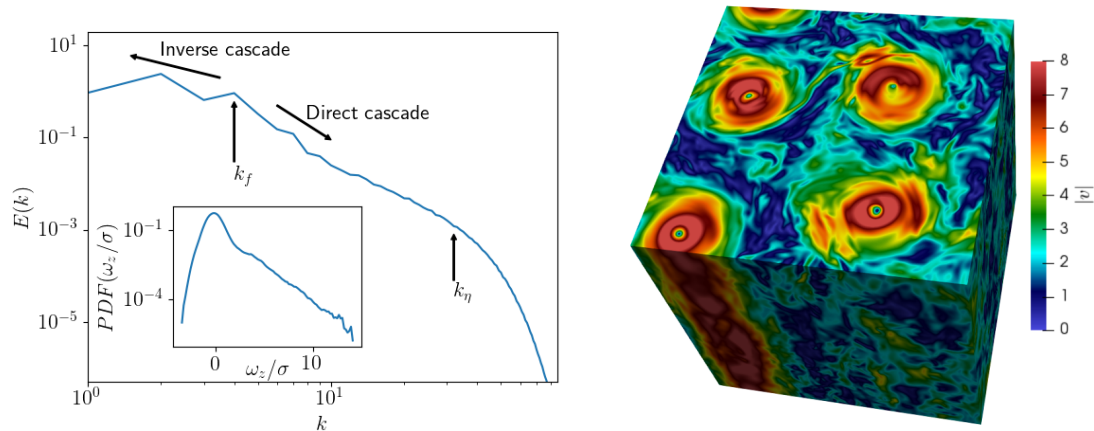 10^1
Inverse cascade
Direct cascade
10^{-1}
k_f
E(k)
10^{-3}
10^{-5}
k_η
PDF(ω_z/σ)
10^{-1}
10^{-4}
0
10
ω_z/σ
10^0
10^1
k
8
7
6
5
4
3
2
1
0
|v|